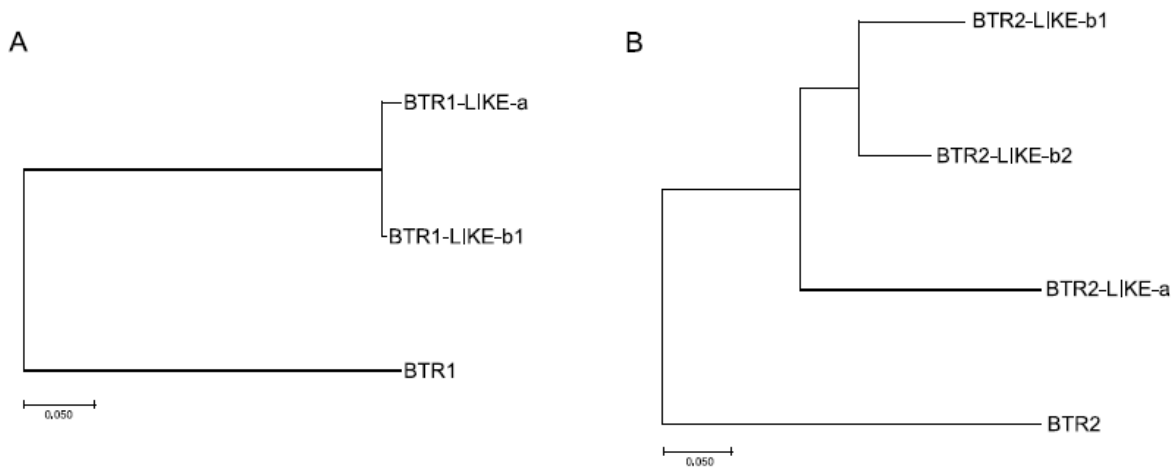 A
BTR1-LIKE-a
BTR1-LIKE-b1
BTR1
0.050
B
BTR2-LIKE-b1
BTR2-LIKE-b2
BTR2-LIKE-a
BTR2
0.050